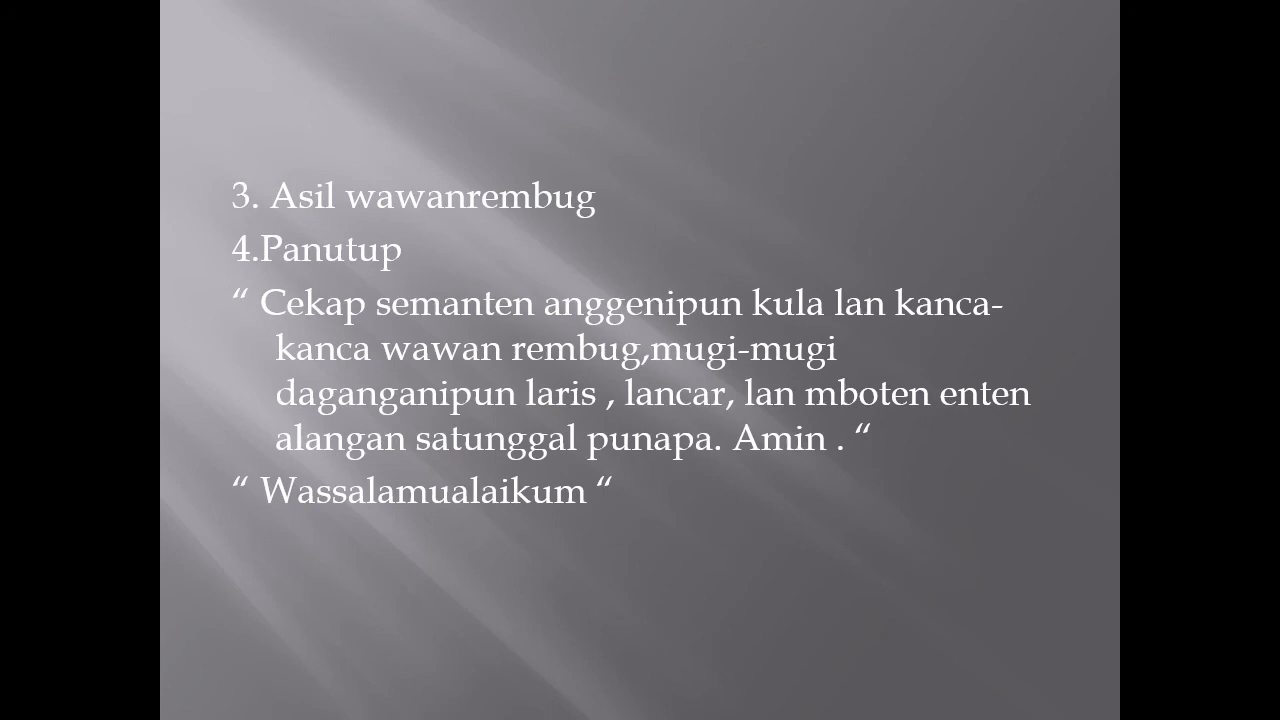 3. Asil wawanrembug
4.Panutup
“ Cekap semanten anggenipun kula lan kanca-
kanca wawan rembug,mugi-mugi
daganganipun laris , lancar, lan mboten enten
alangan satunggal punapa. Amin . “
“ Wassalamualaikum “